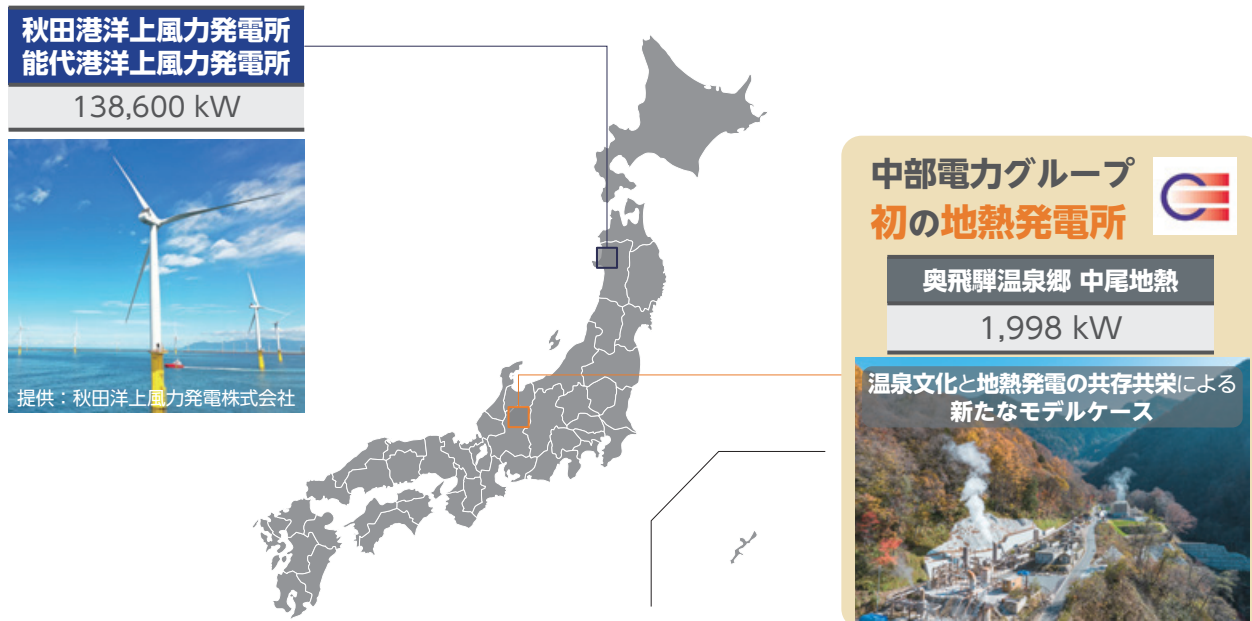 秋田港洋上風力発電所
能代港洋上風力発電所
138,600 kW
提供：秋田洋上風力発電株式会社
中部電力グループ
初の地熱発電所
奥飛騨温泉郷 中尾地熱
1,998 kW
温泉文化と地熱発電の共存共栄による
新たなモデルケース